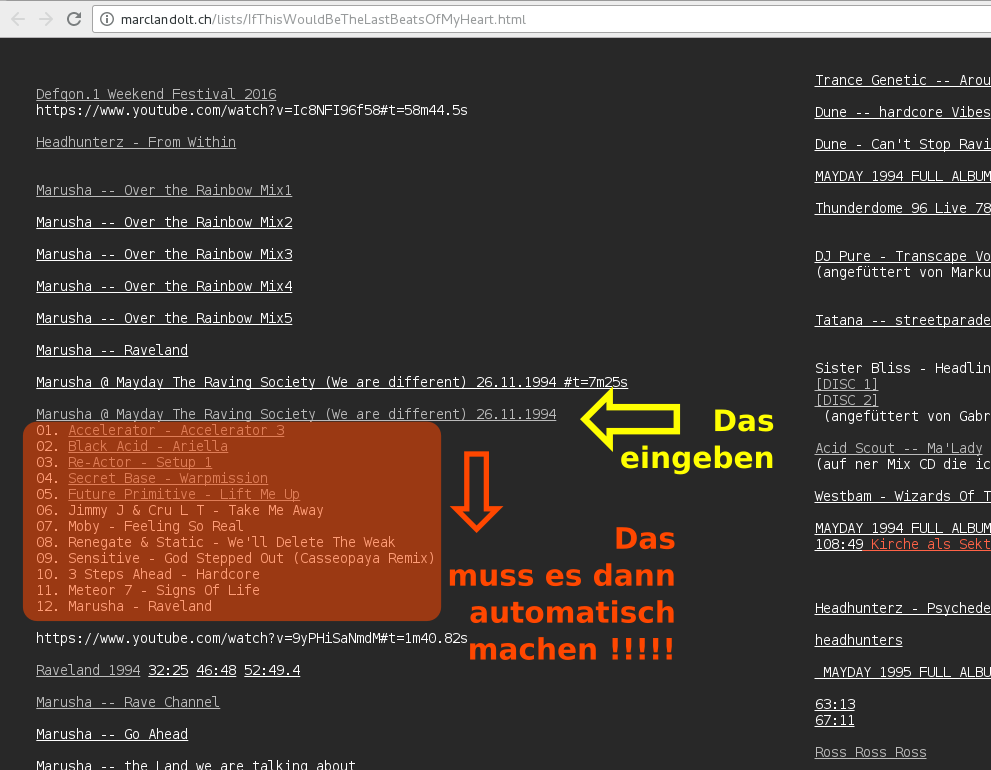 marclandolt.ch/lists/IfThisWouldBeTheLastBeatsOfMyHeart.html
Defqon.1 Weekend Festival 2016
https://www.youtube.com/watch?v=Ic8NFI96f58#t=58m44.5s
Headhunterz - From Within
Marusha -- Over the Rainbow Mix1
Marusha -- Over the Rainbow Mix2
Marusha -- Over the Rainbow Mix3
Marusha -- Over the Rainbow Mix4
Marusha -- Over the Rainbow Mix5
Marusha -- Raveland
Marusha @ Mayday The Raving Society (We are different) 26.11.1994 #t=7m25s
Marusha @ Mayday The Raving Society (We are different) 26.11.1994
01. Accelerator - Accelerator 3
02. Black Acid - Ariella
03. Re-Actor - Setup 1
04. Secret Base - Warpmission
05. Future Primitive - Lift Me Up
06. Jimmy J & Cru L T - Take Me Away
07. Moby - Feeling So Real
08. Renegate & Static - We'll Delete The Weak
09. Sensitive - God Stepped Out (Casseopaya Remix)
10. 3 Steps Ahead - Hardcore
11. Meteor 7 - Signs Of Life
12. Marusha - Raveland
https://www.youtube.com/watch?v=9yPHiSaNmdM#t=1m40.82s
Raveland 1994 32:25 46:48 52:49.4
Marusha -- Rave Channel
Marusha -- Go Ahead
Marusha -- the Land we are talking about
Das
eingeben
Das
muss es dann
automatisch
machen !!!!!
Trance Genetic -- Arou
Dune -- hardcore Vibes
Dune - Can't Stop Ravi
MAYDAY 1994 FULL ALBUM
Thunderdome 96 Live 78
DJ Pure - Transcape Vo
(angefüttert von Marku
Tatana -- streetparade
Sister Bliss - Headlin
[DISC 1]
[DISC 2]
(angefüttert von Gabr
Acid Scout -- Ma'Lady
(auf ner Mix CD die ic
Westbam - Wizards Of T
MAYDAY 1994 FULL ALBUM
108:49 Kirche als Sekt
Headhunterz - Psychede
headhunters
MAYDAY 1995 FULL ALBU
63:13
67:11
Ross Ross Ross